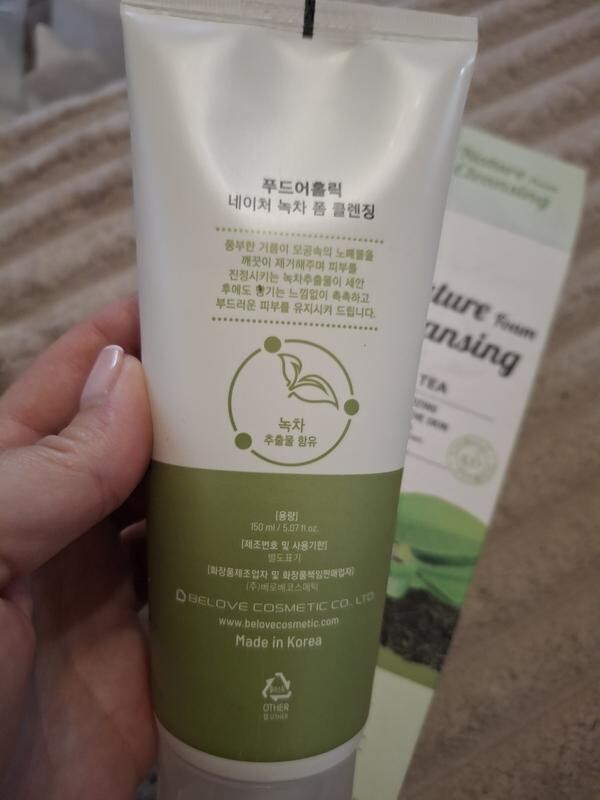 푸드어홀릭
네이처 녹차 폼 클렌징
풍부한 거품이 모공속의 노폐물을
깨끗이 제거해주며 피부를
진정시키는 녹차추출물이 세안
후에도 당기는 느낌없이 촉촉하고
부드러운 피부를 유지시켜 드립니다.
녹차
추출물 함유
[용량]
150 ml / 5.07 fl.oz.
[제조번호 및 사용기한]
별도표기
[화장품제조업자 및 화장품책임판매업자]
(주)베로베코스메틱
BELOVE COSMETIC CO., LTD.
www.belovecosmetic.com
Made in Korea
OTHER
Nature Foam
Cleansing
ture Foam
ansing
TEA